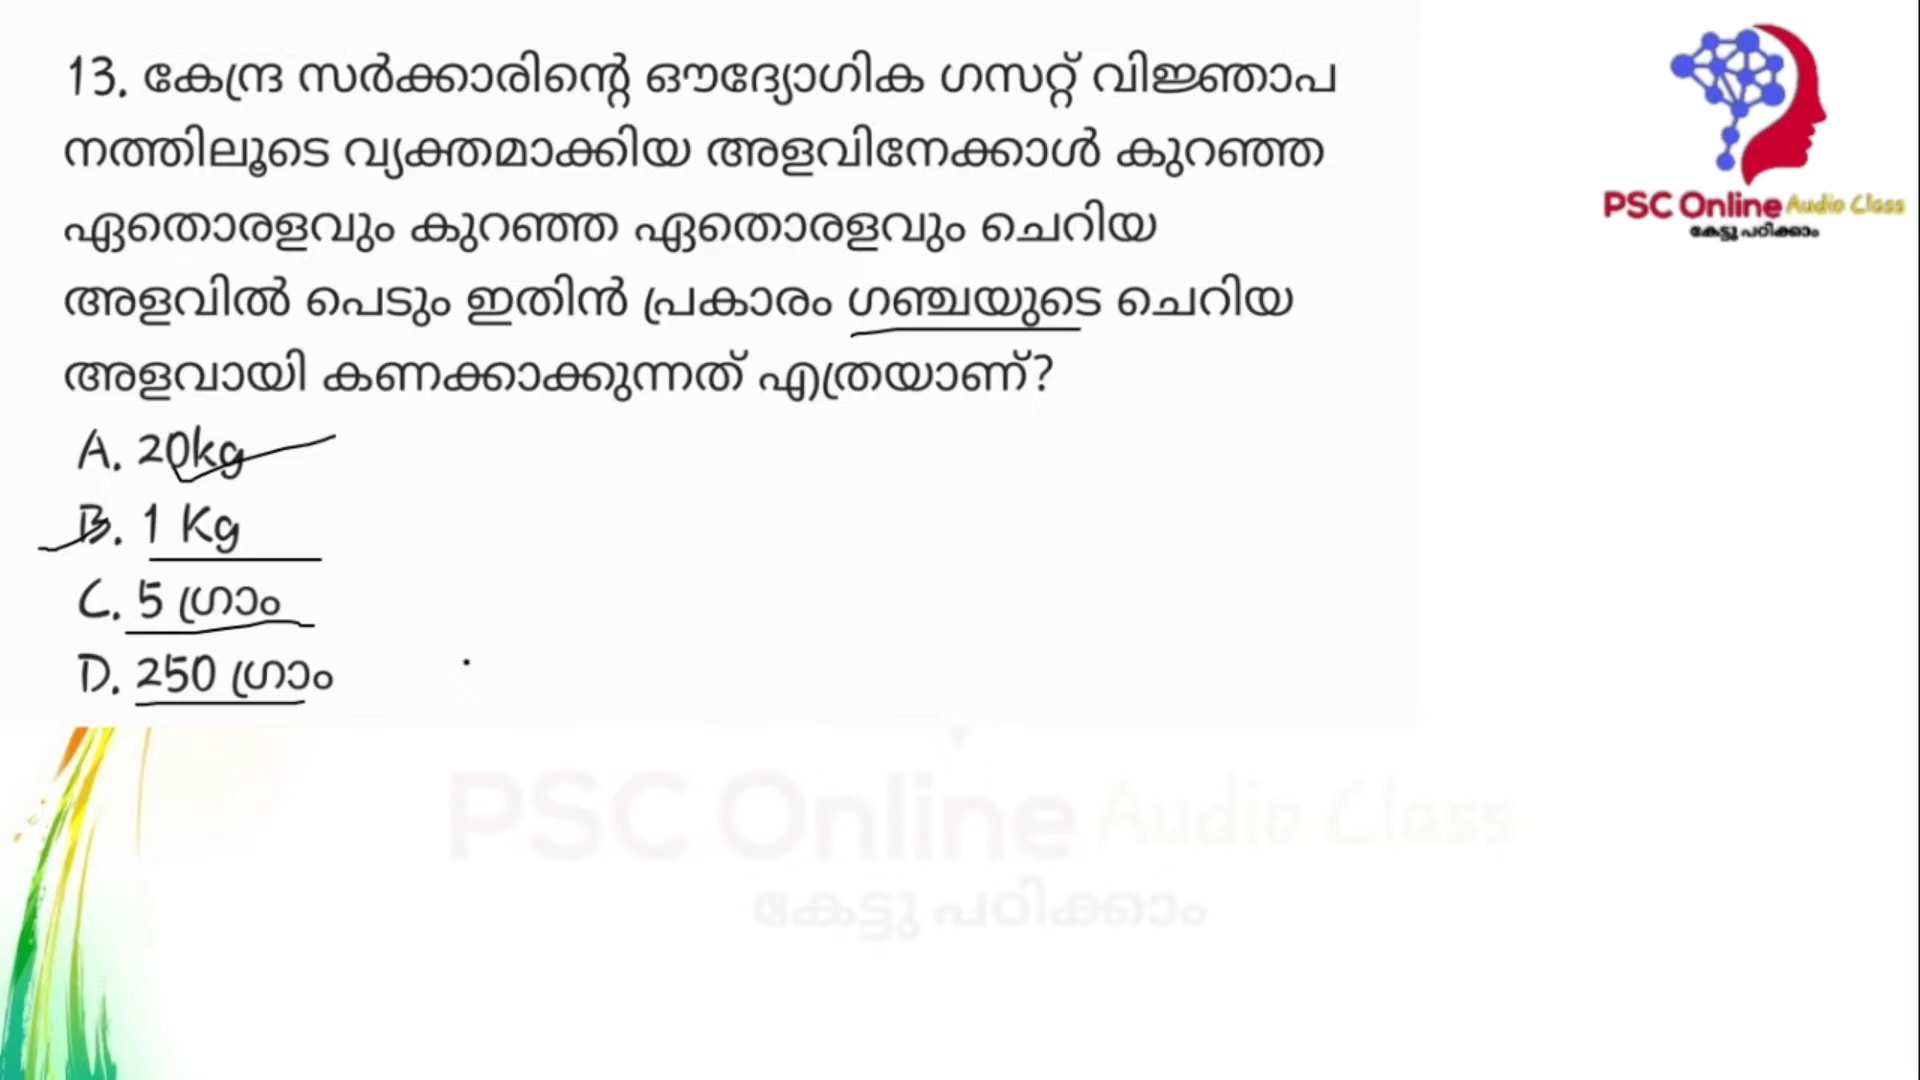 13. കേന്ദ്ര സർക്കാരിന്റെ ഔദ്യോഗിക ഗസറ്റ് വിജ്ഞാപ
നത്തിലൂടെ വ്യക്തമാക്കിയ അളവിനേക്കാൾ കുറഞ്ഞ
ഏതൊരളവും കുറഞ്ഞ ഏതൊരളവും ചെറിയ
അളവിൽ പെടും ഇതിൻ പ്രകാരം ഗഞ്ചയുടെ ചെറിയ
അളവായി കണക്കാക്കുന്നത് എത്രയാണ്?
A. 20kg
B. 1 Kg
C. 5 ഗ്രാം
D. 250 ഗ്രാം
PSC Online Audio Class
കേട്ടു പഠിക്കാം
PSC Online Audio Class
കേട്ടു പഠിക്കാം